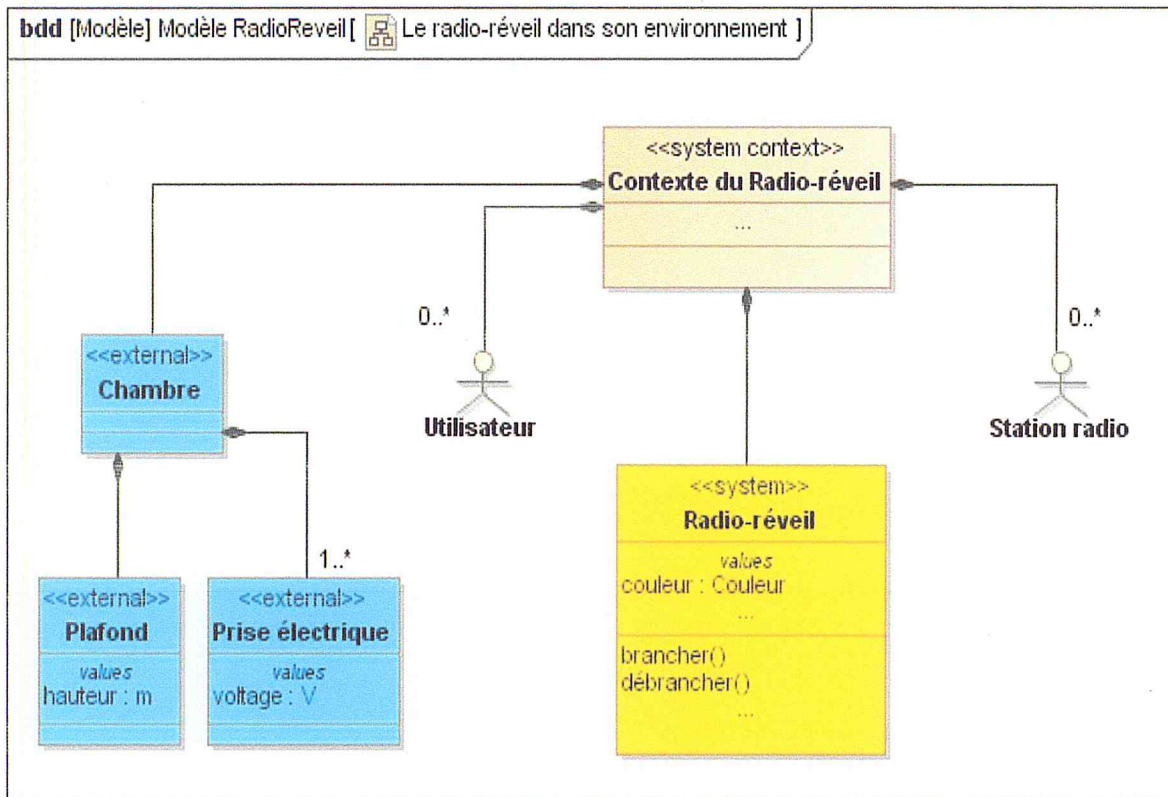 bdd [Modèle] Modèle RadioReveil [ Le radio-réveil dans son environnement ]
<<system context>>
Contexte du Radio-réveil
...
0..*
0..*
<<external>>
Chambre
Utilisateur
Station radio
<<system>>
Radio-réveil
values
couleur : Couleur
...
brancher()
débrancher()
...
1..*
<<external>>
Plafond
values
hauteur : m
<<external>>
Prise électrique
values
voltage : V